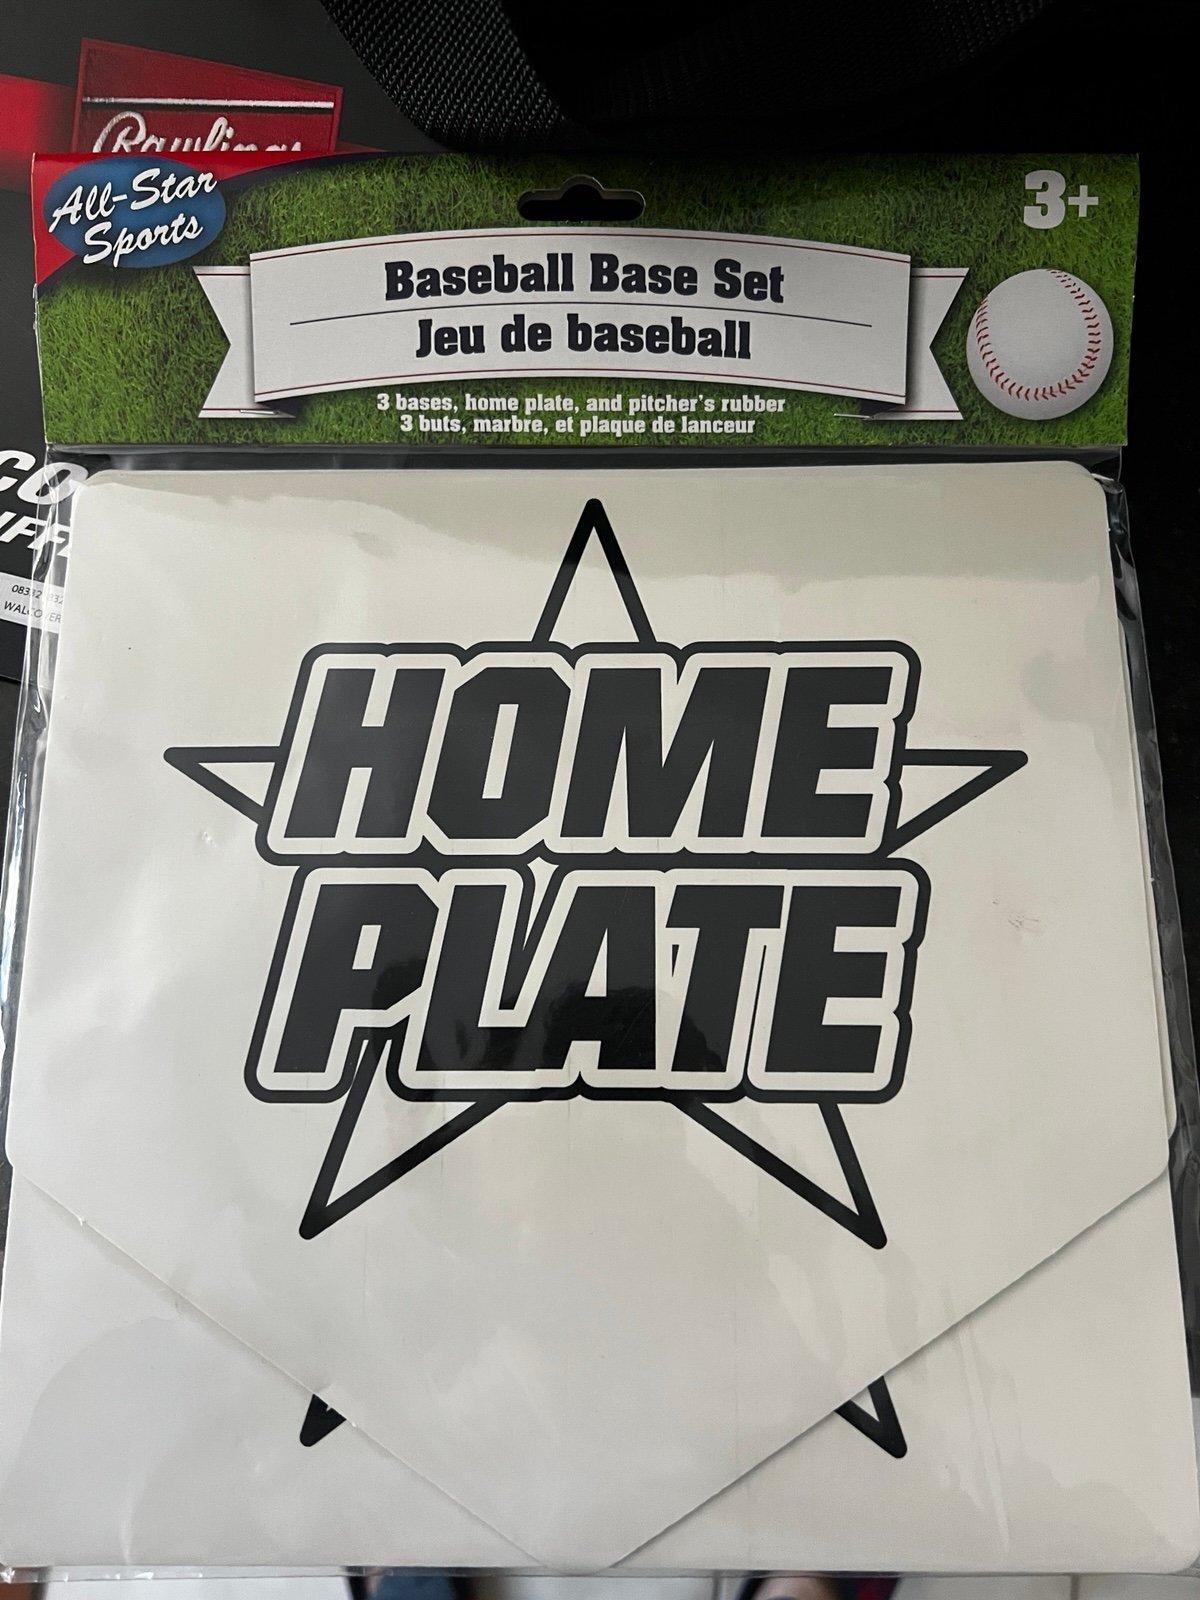 Rawlings
All-Star
Sports
3+
Baseball Base Set
Jeu de baseball
3 bases, home plate, and pitcher's rubber
3 buts, marbre, et plaque de lanceur
HOME
PLATE